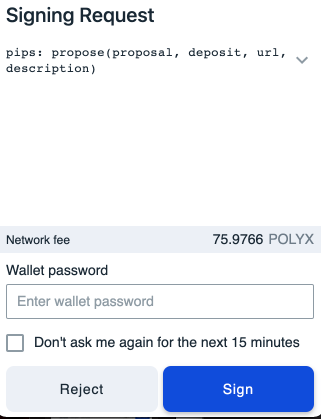 Signing Request
pips: propose(proposal, deposit, url,
description)
Network fee 75.9766 POLYX
Wallet password
Enter wallet password
Don't ask me again for the next 15 minutes
Reject Sign